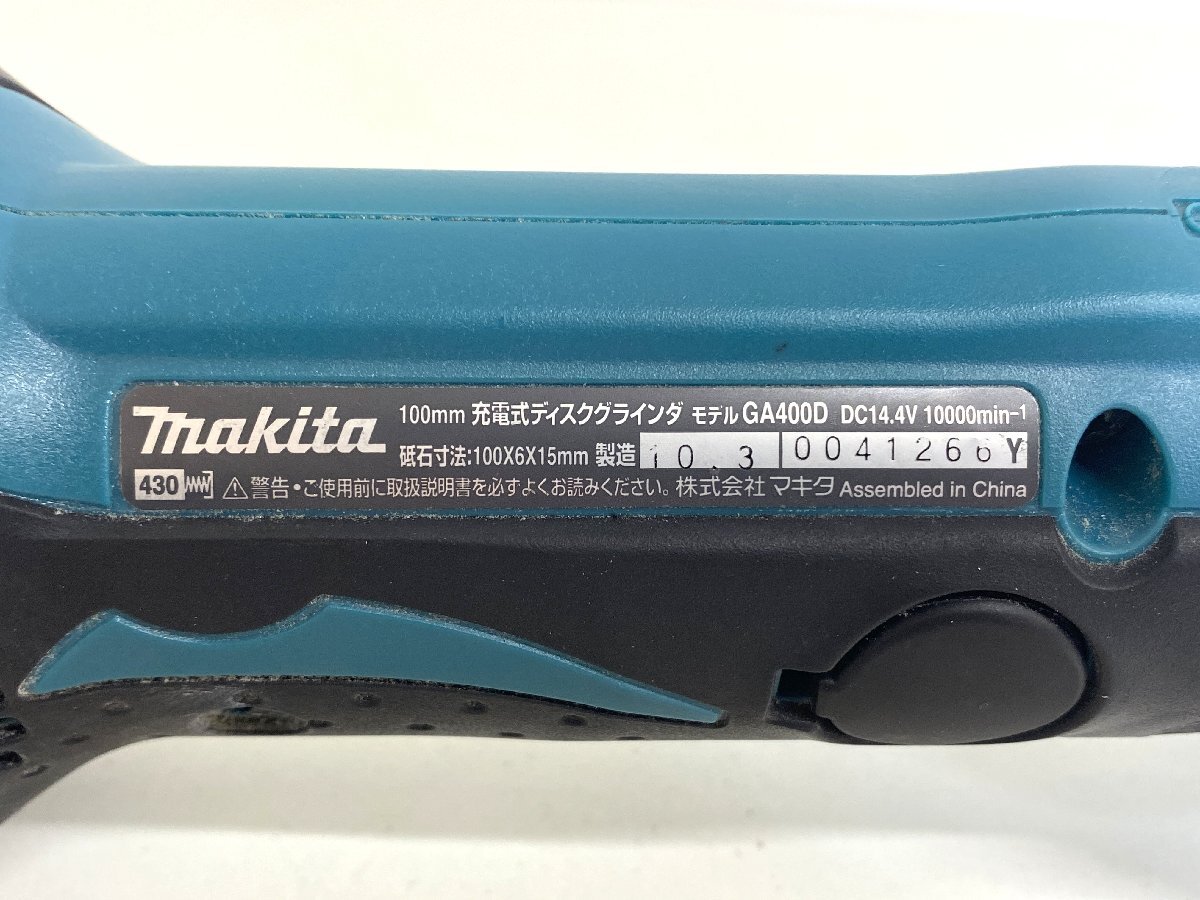 makita 100mm 充電式ディスクグラインダ モデル GA400D DC14.4V 10000min-1
砥石寸法:100X6X15mm 製造 10.3 0041266Y
430 ⚠警告・ご使用前に取扱説明書を必ずよくお読みください。株式会社 マキタ Assembled in China